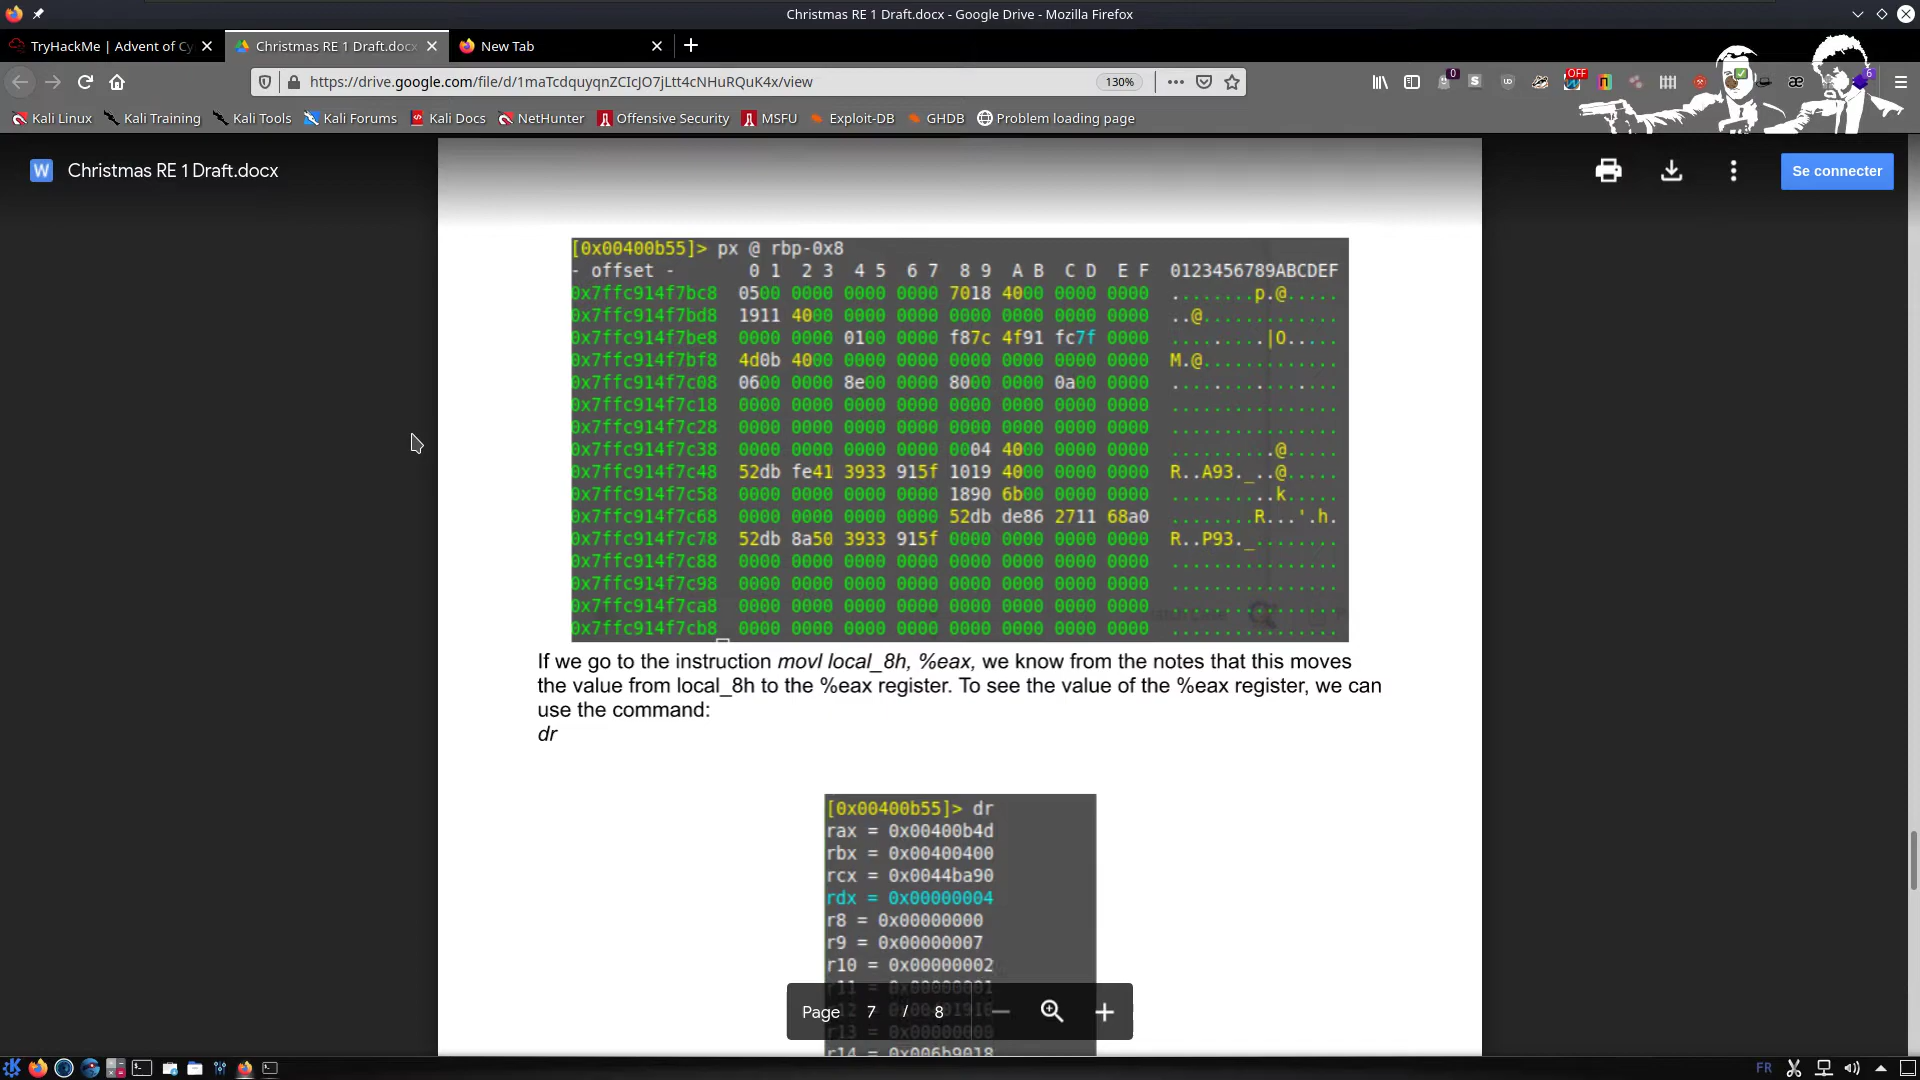 Christmas RE 1 Draft.docx - Google Drive - Mozilla Firefox
TryHackMe | Advent of Cy
Christmas RE 1 Draft.docx
New Tab
https://drive.google.com/file/d/1maTcdquyqnZCIcJO7jLtt4cNHuRQuK4x/view
130%
0
OFF
6
Kali Linux
Kali Training
Kali Tools
Kali Forums
Kali Docs
NetHunter
Offensive Security
MSFU
Exploit-DB
GHDB
Problem loading page
Christmas RE 1 Draft.docx
Se connecter
[0x00400b55]> px @ rbp-0x8
- offset - 0 1 2 3 4 5 6 7 8 9 A B C D E F 0123456789ABCDEF
0x7ffc914f7bc8 0500 0000 0000 0000 7018 4000 0000 0000 ........p.@.....
0x7ffc914f7bd8 1911 4000 0000 0000 0000 0000 0000 0000 ..@.............
0x7ffc914f7be8 0000 0000 0100 0000 f87c 4f91 fc7f 0000 .........|O.....
0x7ffc914f7bf8 4d0b 4000 0000 0000 0000 0000 0000 0000 M.@.............
0x7ffc914f7c08 0600 0000 8e00 0000 8000 0000 0a00 0000 ................
0x7ffc914f7c18 0000 0000 0000 0000 0000 0000 0000 0000 ................
0x7ffc914f7c28 0000 0000 0000 0000 0000 0000 0000 0000 ................
0x7ffc914f7c38 0000 0000 0000 0000 0004 4000 0000 0000 ..........@.....
0x7ffc914f7c48 52db fe41 3933 915f 1019 4000 0000 0000 R..A93._..@.....
0x7ffc914f7c58 0000 0000 0000 0000 1890 6b00 0000 0000 ..........k.....
0x7ffc914f7c68 0000 0000 0000 0000 52db de86 2711 68a0 ........R...'.h.
0x7ffc914f7c78 52db 8a50 3933 915f 0000 0000 0000 0000 R..P93._........
0x7ffc914f7c88 0000 0000 0000 0000 0000 0000 0000 0000 ................
0x7ffc914f7c98 0000 0000 0000 0000 0000 0000 0000 0000 ................
0x7ffc914f7ca8 0000 0000 0000 0000 0000 0000 0000 0000 ................
0x7ffc914f7cb8 0000 0000 0000 0000 0000 0000 0000 0000 ................
If we go to the instruction movl local_8h, %eax, we know from the notes that this moves
the value from local_8h to the %eax register. To see the value of the %eax register, we can
use the command:
dr
[0x00400b55]> dr
rax = 0x00400b4d
rbx = 0x00400400
rcx = 0x0044ba90
rdx = 0x00000004
r8 = 0x00000000
r9 = 0x00000007
r10 = 0x00000002
r11 = 0x00000001
r12 = 0x00401910
r13 = 0x00000000
r14 = 0x006b9018
Page 7 / 8
FR